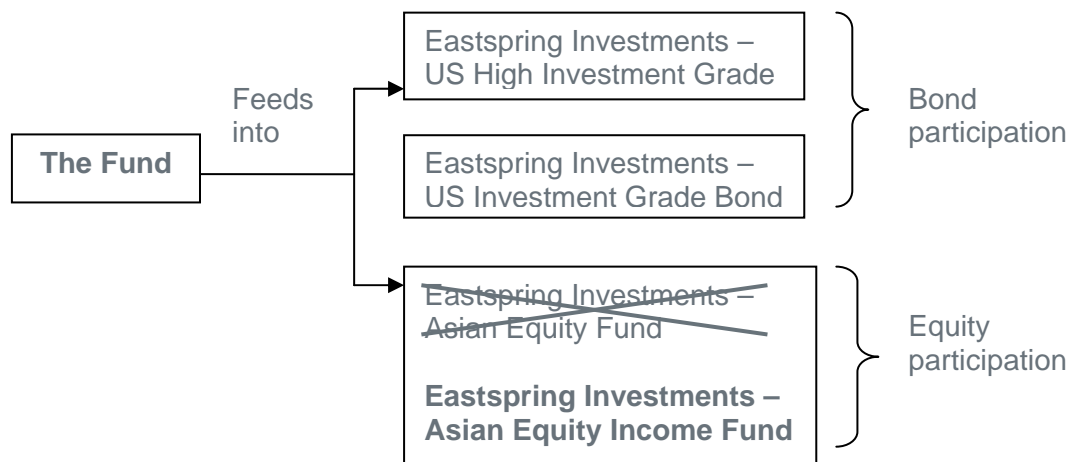 Eastspring Investments –
US High Investment Grade
Feeds
into
Bond
participation
The Fund
Eastspring Investments –
US Investment Grade Bond
Eastspring Investments –
Asian Equity Fund
Equity
participation
Eastspring Investments –
Asian Equity Income Fund